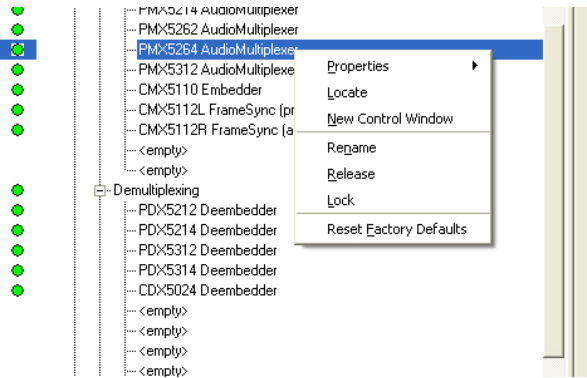 PMX5214 AudioMultiplexer
PMX5262 AudioMultiplexer
PMX5264 AudioMultiplexer
PMX5312 AudioMultiplexe
CMX5110 Embedder
CMX5112L FrameSync (pr
CMX5112R FrameSync (a
<empty>
<empty>
Demultiplexing
PDX5212 Deembedder
PDX5214 Deembedder
PDX5312 Deembedder
PDX5314 Deembedder
CDX5024 Deembedder
<empty>
<empty>
<empty>
<empty>
Properties
Locate
New Control Window
Rename
Release
Lock
Reset Factory Defaults